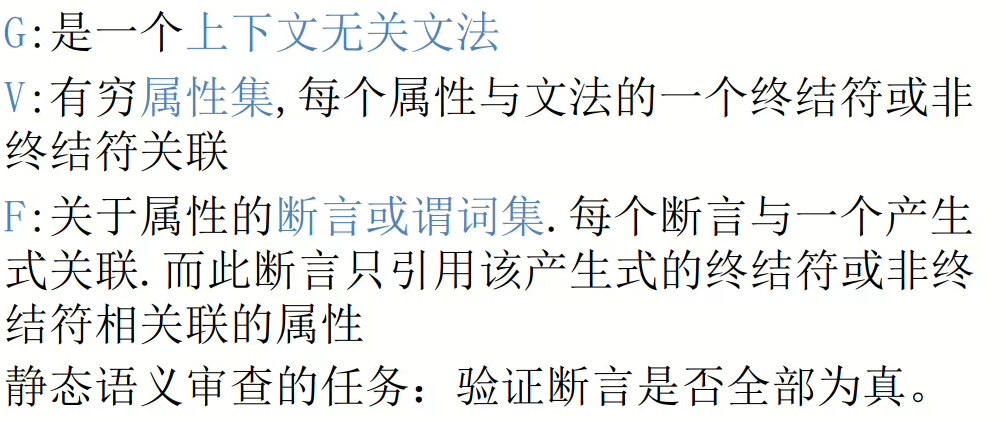 G:是一个上下文无关文法
V:有穷属性集,每个属性与文法的一个终结符或非
终结符关联
F:关于属性的断言或谓词集.每个断言与一个产生
式关联.而此断言只引用该产生式的终结符或非终
结符相关联的属性
静态语义审查的任务：验证断言是否全部为真。